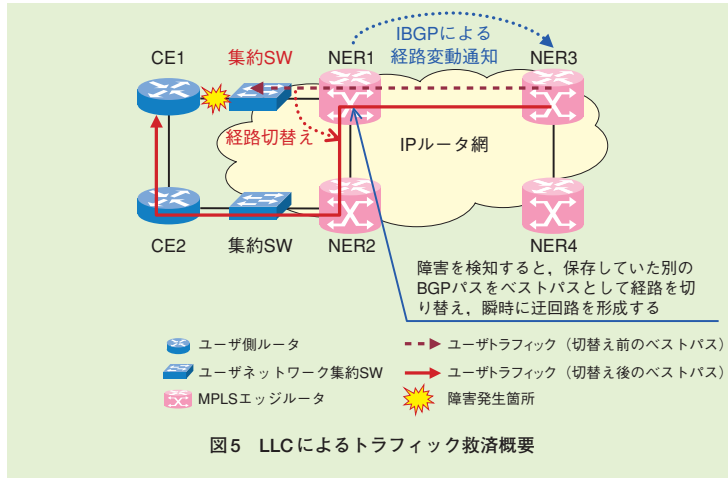 IBGPによる
経路変動通知
CE1
集約SW
NER1
NER3
経路切替え
IPルータ網
CE2
集約SW
NER2
NER4
障害を検知すると，保存していた別の
BGPパスをベストパスとして経路を切
り替え，瞬時に迂回路を形成する
ユーザ側ルータ
ユーザトラフィック（切替え前のベストパス）
ユーザネットワーク集約SW
ユーザトラフィック（切替え後のベストパス）
MPLSエッジルータ
障害発生箇所
図5 LLCによるトラフィック救済概要